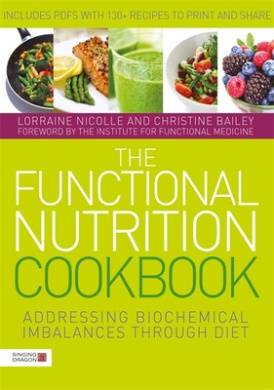 INCLUDES PDFS WITH 130+ RECIPES TO PRINT AND SHARE
LORRAINE NICOLLE AND CHRISTINE BAILEY
FOREWORD BY THE INSTITUTE FOR FUNCTIONAL MEDICINE
THE
FUNCTIONAL
NUTRITION
COOKBOOK
ADDRESSING BIOCHEMICAL
IMBALANCES THROUGH DIET
SINGING
DRAGON